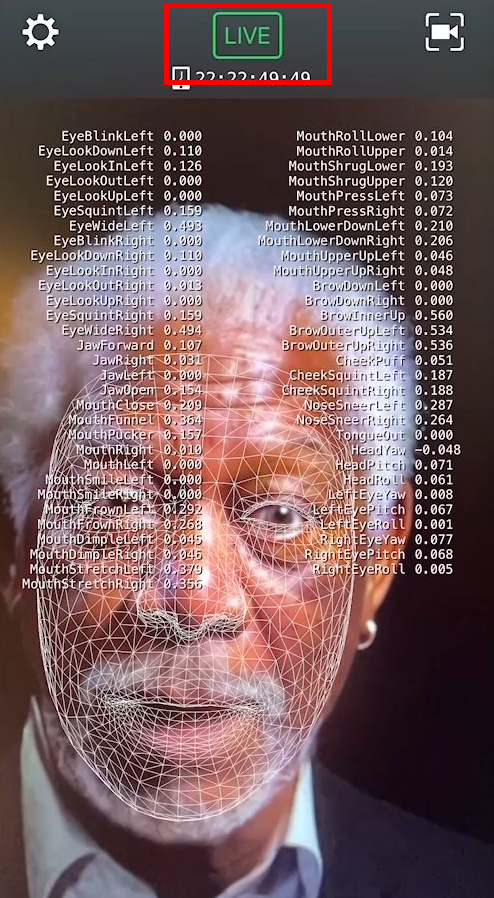 LIVE
22:22:49:49
EyeBlinkLeft 0.000
EyeLookDownLeft 0.110
EyeLookInLeft 0.126
EyeLookOutLeft 0.000
EyeLookUpLeft 0.000
EyeSquintLeft 0.159
EyeWideLeft 0.493
EyeBlinkRight 0.000
EyeLookDownRight 0.110
EyeLookInRight 0.000
EyeLookOutRight 0.013
EyeLookUpRight 0.000
EyeSquintRight 0.159
EyeWideRight 0.494
JawForward 0.107
JawRight 0.031
JawLeft 0.000
JawOpen 0.154
MouthClose 0.209
MouthFunnel 0.364
MouthPucker 0.157
MouthRight 0.010
MouthLeft 0.000
MouthSmileLeft 0.000
MouthSmileRight 0.000
MouthFrownLeft 0.292
MouthFrownRight 0.268
MouthDimpleLeft 0.045
MouthDimpleRight 0.046
MouthStretchLeft 0.379
MouthStretchRight 0.356
MouthRollLower 0.104
MouthRollUpper 0.014
MouthShrugLower 0.193
MouthShrugUpper 0.120
MouthPressLeft 0.073
MouthPressRight 0.072
MouthLowerDownLeft 0.210
MouthLowerDownRight 0.206
MouthUpperUpLeft 0.046
MouthUpperUpRight 0.048
BrowDownLeft 0.000
BrowDownRight 0.000
BrowInnerUp 0.560
BrowOuterUpLeft 0.534
BrowOuterUpRight 0.536
CheekPuff 0.051
CheekSquintLeft 0.187
CheekSquintRight 0.188
NoseSneerLeft 0.287
NoseSneerRight 0.264
TongueOut 0.000
HeadYaw -0.048
HeadPitch 0.071
HeadRoll 0.061
LeftEyeYaw 0.008
LeftEyePitch 0.067
LeftEyeRoll 0.001
RightEyeYaw 0.077
RightEyePitch 0.068
RightEyeRoll 0.005